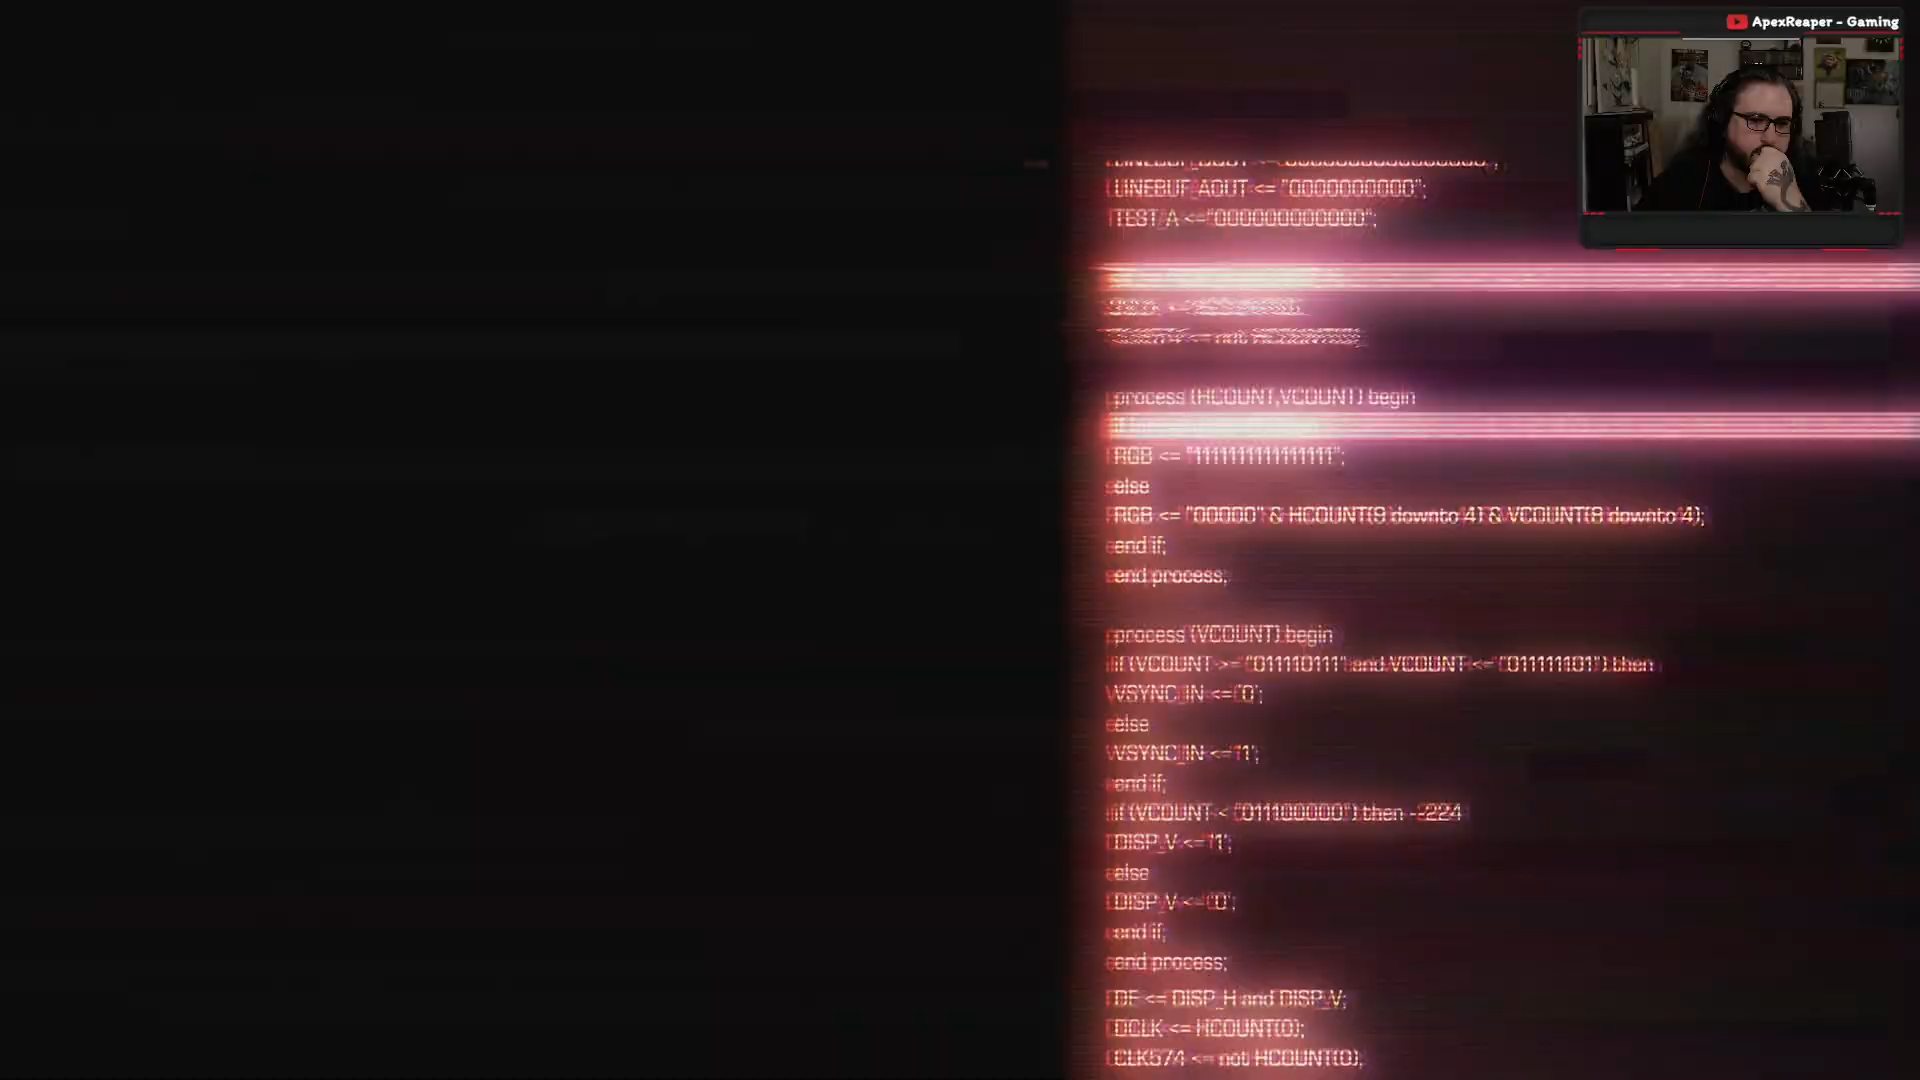 ApexReaper - Gaming
LINEBUF_AOUT <= "0000000000";
TEST_A <="000000000000";
process (HCOUNT,VCOUNT) begin
RGB <= "1111111111111111";
else
RGB <= "00000" & HCOUNT(9 downto 4) & VCOUNT(8 downto 4);
end if;
end process;
process (VCOUNT) begin
if (VCOUNT >= "011110111" and VCOUNT <= "011111101") then
VSYNC_IN <='0';
else
VSYNC_IN <='1';
end if;
if (VCOUNT < "011100000") then --224
DISP_V <='1';
else
DISP_V <='0';
end if;
end process;
DE <= DISP_H and DISP_V;
DCLK <= HCOUNT(0);
CLK574 <= not HCOUNT(0);